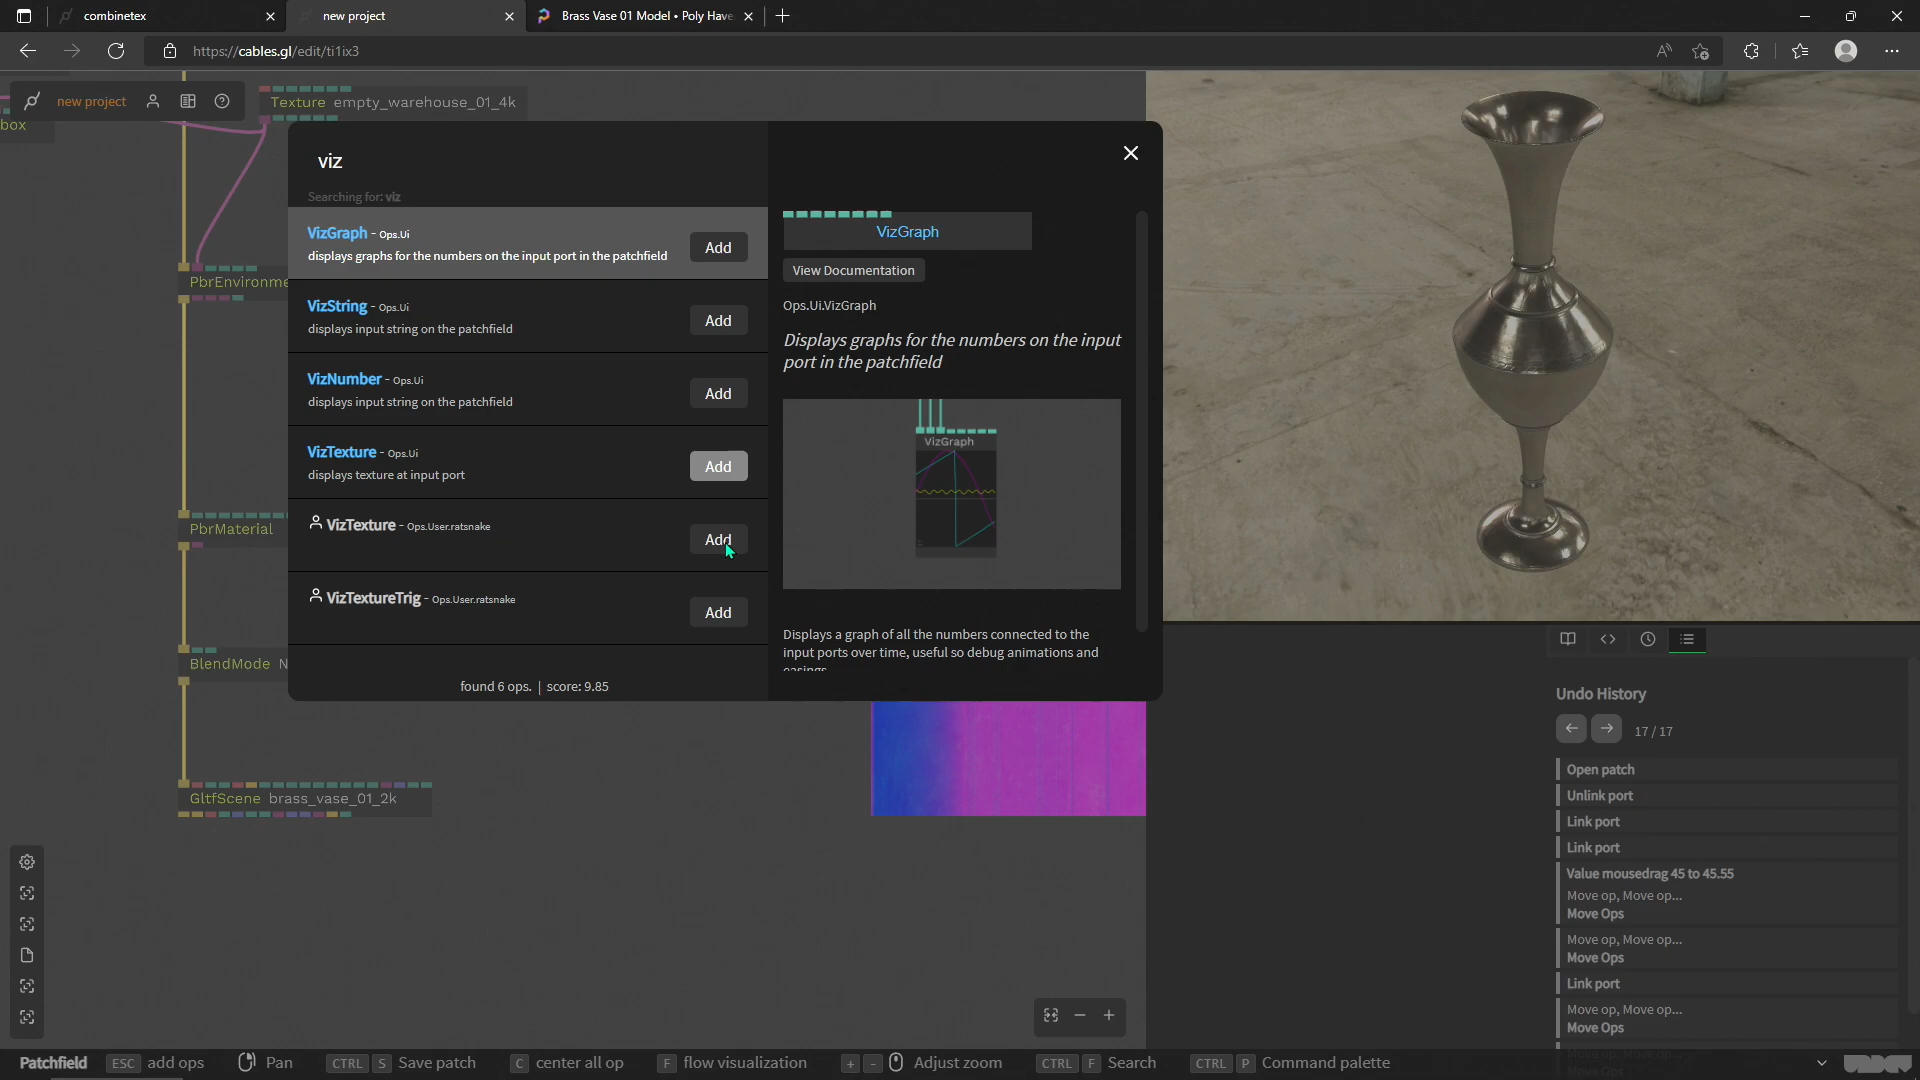 combinetex
new project
Brass Vase 01 Model • Poly Have
https://cables.gl/edit/ti1ix3
new project
Texture empty_warehouse_01_4k
box
viz
Searching for: viz
VizGraph - Ops.Ui
displays graphs for the numbers on the input port in the patchfield
Add
VizString - Ops.Ui
displays input string on the patchfield
Add
VizNumber - Ops.Ui
displays input string on the patchfield
Add
VizTexture - Ops.Ui
displays texture at input port
Add
VizTexture - Ops.User.ratsnake
Add
VizTextureTrig - Ops.User.ratsnake
Add
found 6 ops. | score: 9.85
VizGraph
View Documentation
Ops.Ui.VizGraph
Displays graphs for the numbers on the input
port in the patchfield
VizGraph
Displays a graph of all the numbers connected to the
input ports over time, useful so debug animations and
easings
PbrEnvironme
PbrMaterial
BlendMode N
GltfScene brass_vase_01_2k
Undo History
17 / 17
Open patch
Unlink port
Link port
Link port
Value mousedrag 45 to 45.55
Move op, Move op...
Move Ops
Move op, Move op...
Move Ops
Link port
Move op, Move op...
Move Ops
Move op, Move op...
Move Ops
Patchfield ESC add ops Pan CTRL S Save patch C center all op F flow visualization + - Adjust zoom CTRL F Search CTRL P Command palette